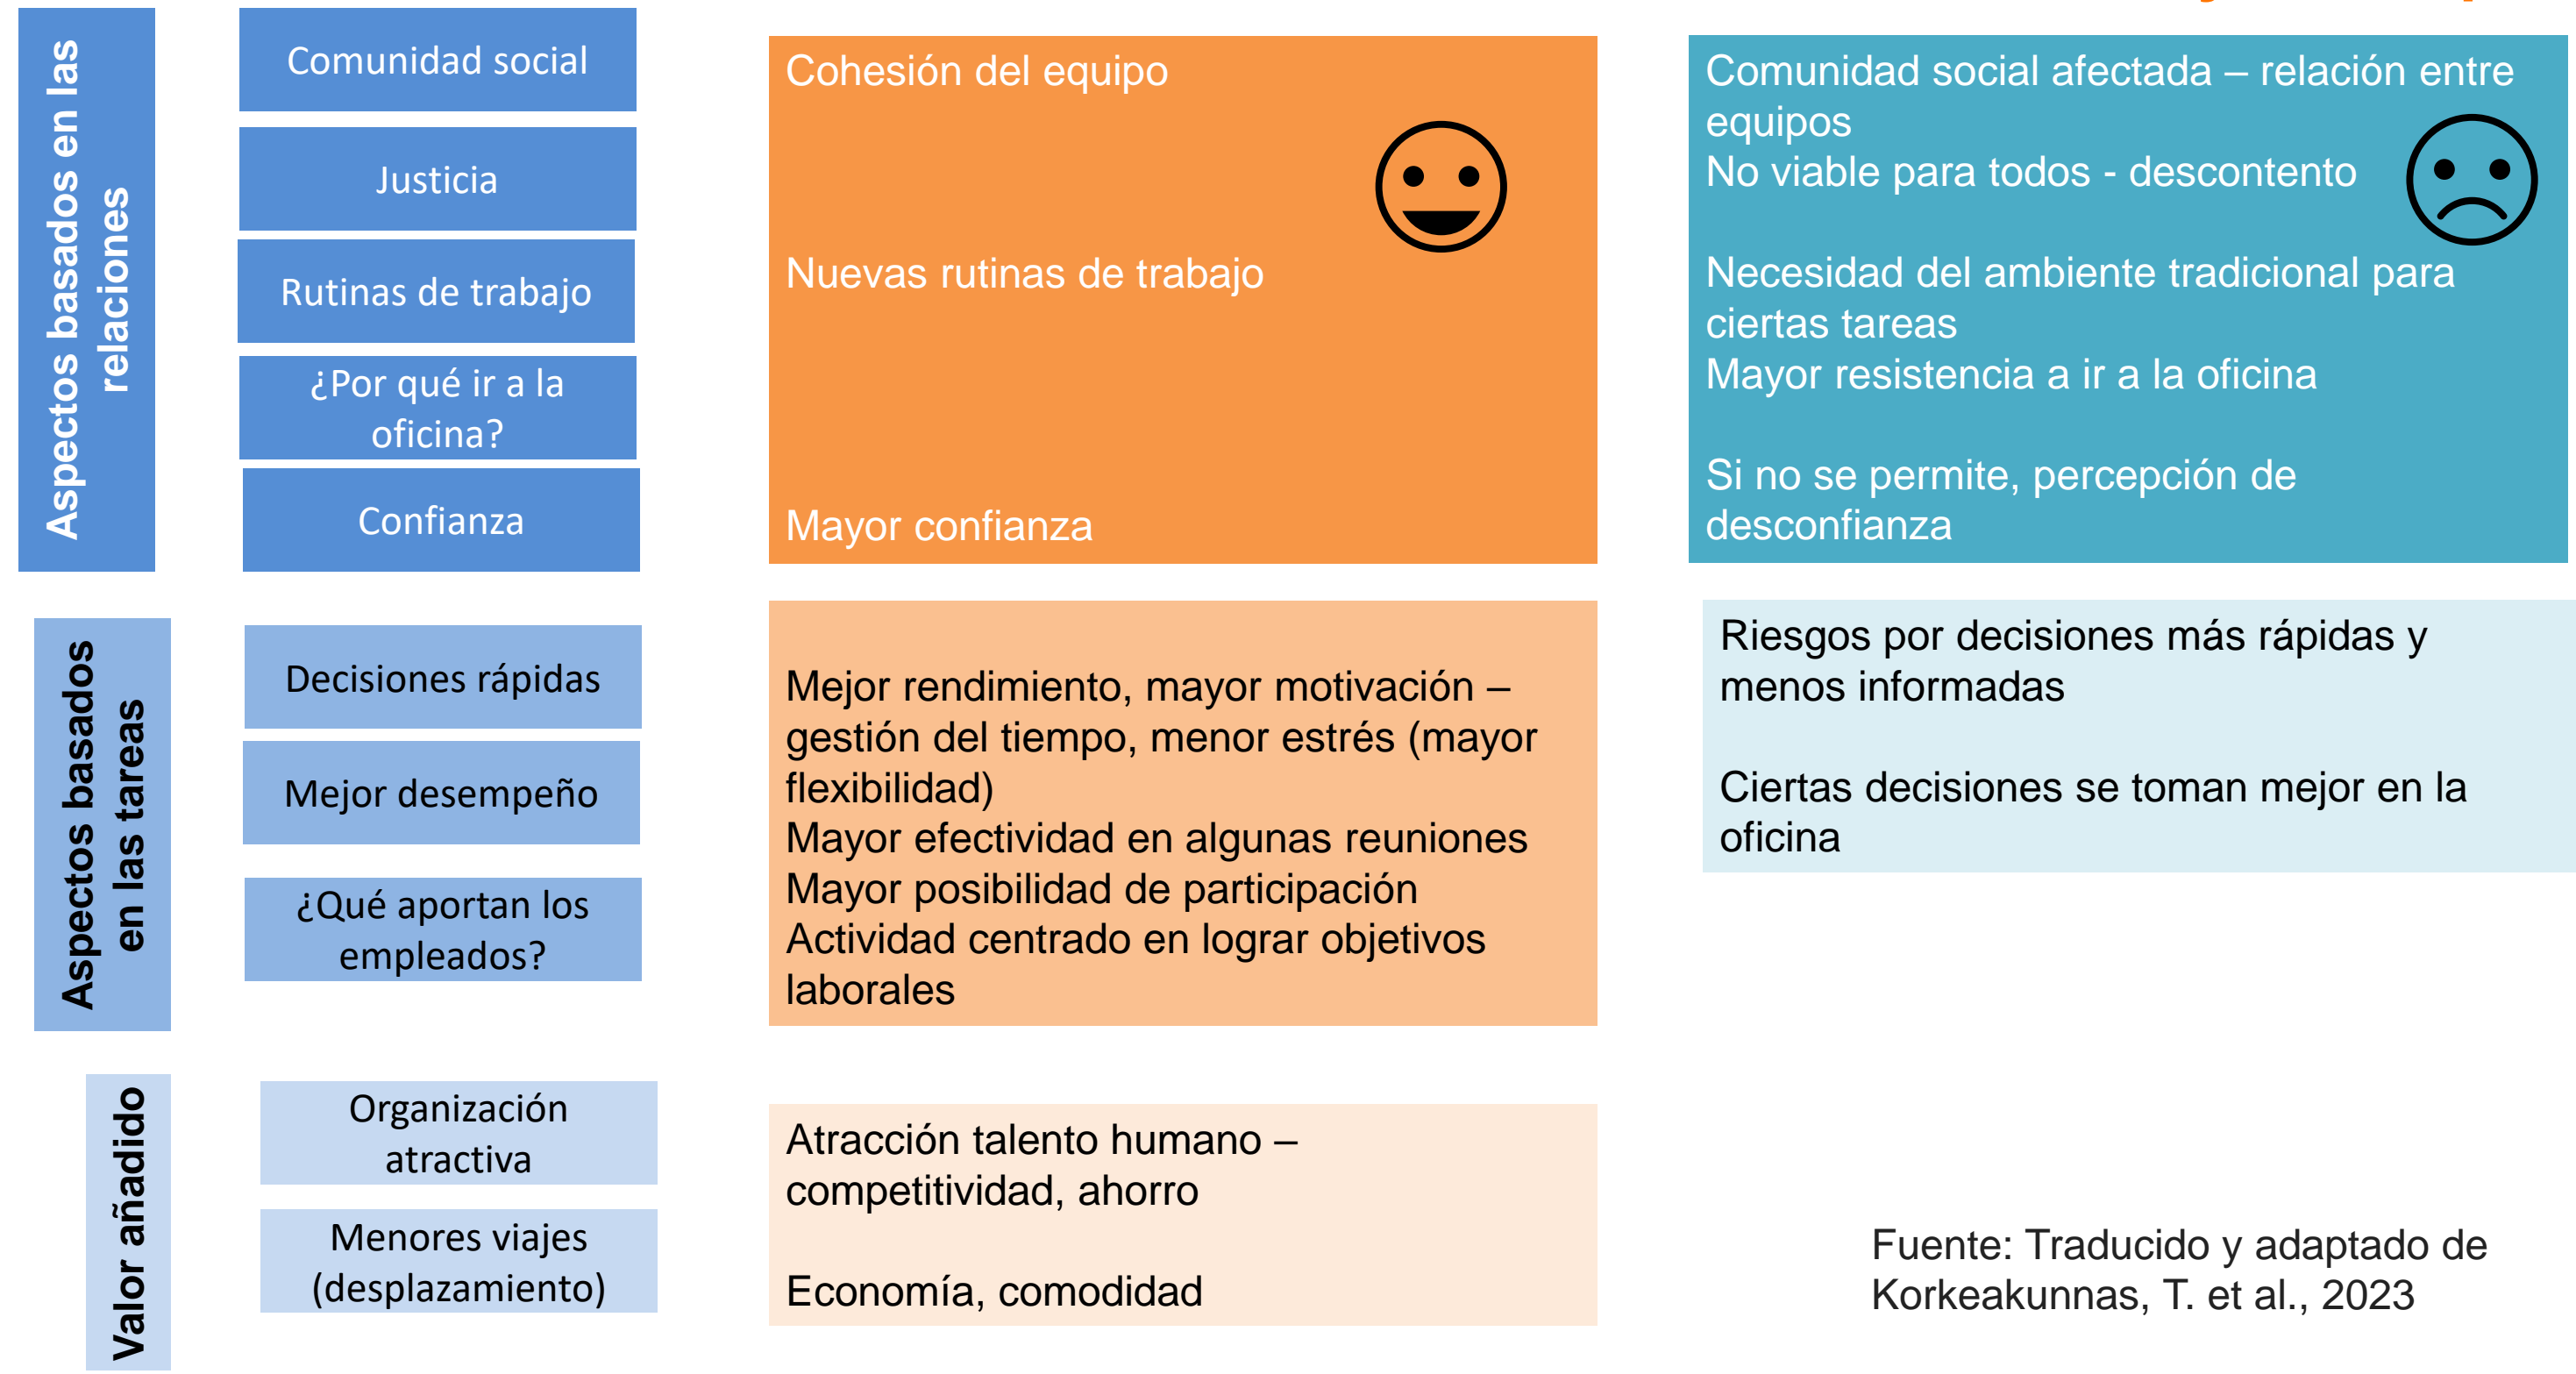 Aspectos basados en las
relaciones
Comunidad social
Justicia
Rutinas de trabajo
¿Por qué ir a la
oficina?
Confianza
Cohesión del equipo
Nuevas rutinas de trabajo
Mayor confianza
Comunidad social afectada – relación entre
equipos
No viable para todos - descontento
Necesidad del ambiente tradicional para
ciertas tareas
Mayor resistencia a ir a la oficina
Si no se permite, percepción de
desconfianza
Aspectos basados
en las tareas
Decisiones rápidas
Mejor desempeño
¿Qué aportan los
empleados?
Mejor rendimiento, mayor motivación –
gestión del tiempo, menor estrés (mayor
flexibilidad)
Mayor efectividad en algunas reuniones
Mayor posibilidad de participación
Actividad centrado en lograr objetivos
laborales
Riesgos por decisiones más rápidas y
menos informadas
Ciertas decisiones se toman mejor en la
oficina
Valor añadido
Organización
atractiva
Menores viajes
(desplazamiento)
Atracción talento humano –
competitividad, ahorro
Economía, comodidad
Fuente: Traducido y adaptado de
Korkeakunnas, T. et al., 2023